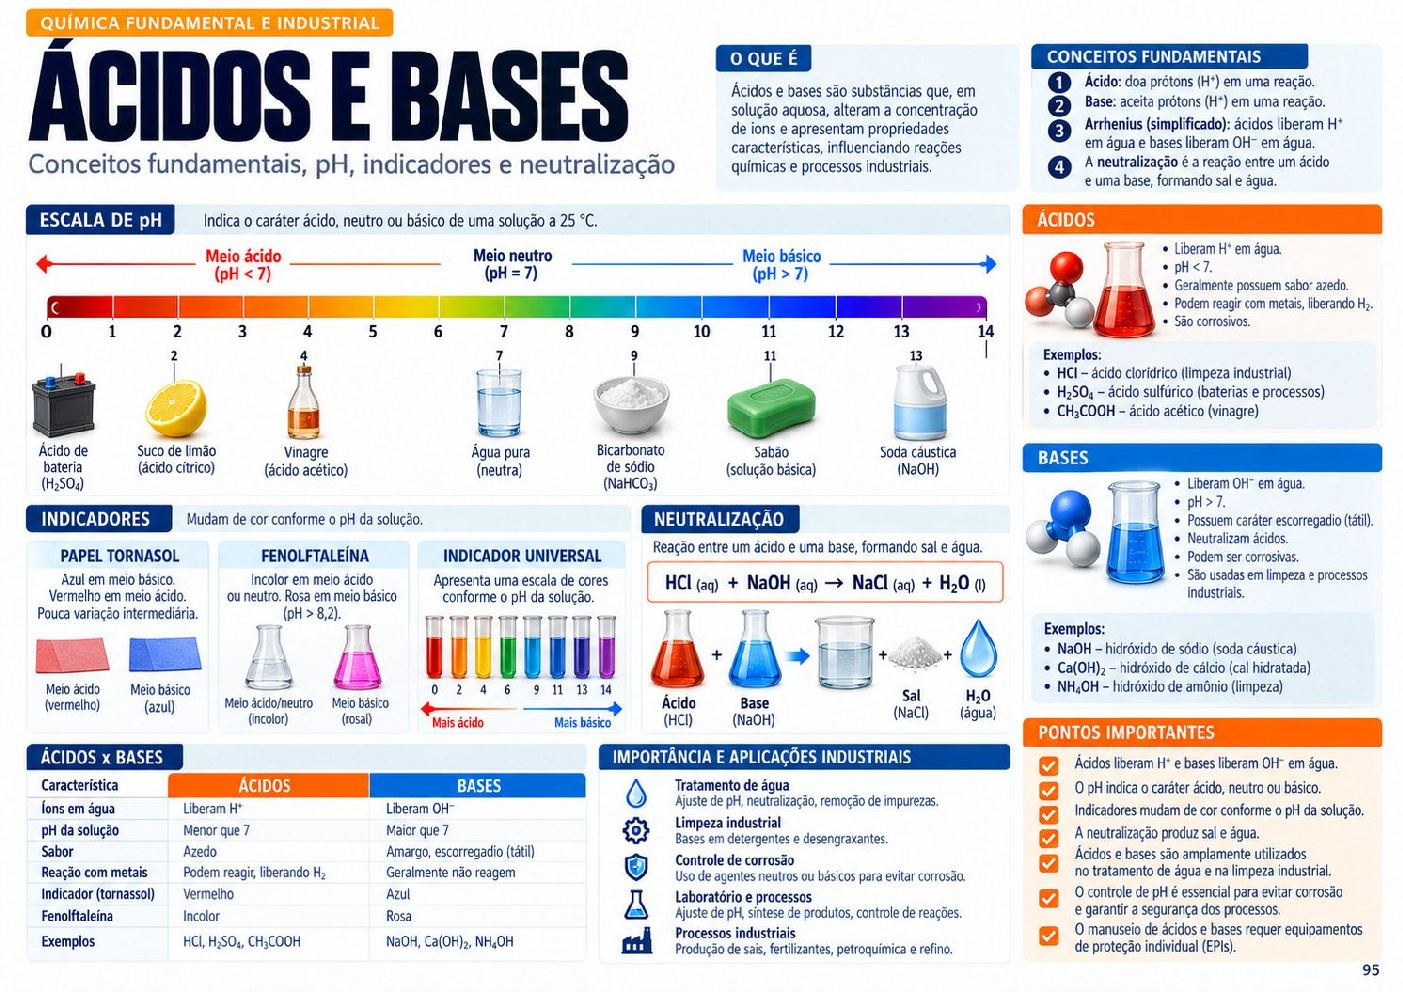 QUÍMICA FUNDAMENTAL E INDUSTRIAL
ÁCIDOS E BASES
Conceitos fundamentais, pH, indicadores e neutralização
O QUE É
Ácidos e bases são substâncias que, em
solução aquosa, alteram a concentração
de íons e apresentam propriedades
características, influenciando reações
químicas e processos industriais.
CONCEITOS FUNDAMENTAIS
1 Ácido: doa prótons (H⁺) em uma reação.
2 Base: aceita prótons (H⁺) em uma reação.
3 Arrhenius (simplificado): ácidos liberam H⁺
em água e bases liberam OH⁻ em água.
4 A neutralização é a reação entre um ácido
e uma base, formando sal e água.
ESCALA DE pH
Indica o caráter ácido, neutro ou básico de uma solução a 25 °C.
Meio ácido
(pH < 7)
Meio neutro
(pH = 7)
Meio básico
(pH > 7)
0 1 2 3 4 5 6 7 8 9 10 11 12 13 14
2 4 7 9 11 13
Ácido de
bateria
(H₂SO₄)
Suco de limão
(ácido cítrico)
Vinagre
(ácido acético)
Água pura
(neutra)
Bicarbonato
de sódio
(NaHCO₃)
Sabão
(solução básica)
Soda cáustica
(NaOH)
ÁCIDOS
• Liberam H⁺ em água.
• pH < 7.
• Geralmente possuem sabor azedo.
• Podem reagir com metais, liberando H₂.
• São corrosivos.
Exemplos:
• HCl – ácido clorídrico (limpeza industrial)
• H₂SO₄ – ácido sulfúrico (baterias e processos)
• CH₃COOH – ácido acético (vinagre)
BASES
• Liberam OH⁻ em água.
• pH > 7.
• Possuem caráter escorregadio (tátil).
• Neutralizam ácidos.
• Podem ser corrosivas.
• São usadas em limpeza e processos
industriais.
Exemplos:
• NaOH – hidróxido de sódio (soda cáustica)
• Ca(OH)₂ – hidróxido de cálcio (cal hidratada)
• NH₄OH – hidróxido de amônio (limpeza)
INDICADORES
Mudam de cor conforme o pH da solução.
PAPEL TORNASOL
Azul em meio básico.
Vermelho em meio ácido.
Pouca variação intermediária.
Meio ácido
(vermelho)
Meio básico
(azul)
FENOLFTALEÍNA
Incolor em meio ácido
ou neutro. Rosa em meio básico
(pH > 8,2).
Meio ácido/neutro
(incolor)
Meio básico
(rosal)
INDICADOR UNIVERSAL
Apresenta uma escala de cores
conforme o pH da solução.
0 2 4 6 9 11 13 14
Mais ácido
Mais básico
NEUTRALIZAÇÃO
Reação entre um ácido e uma base, formando sal e água.
HCl (aq) + NaOH (aq) → NaCl (aq) + H₂O (l)
+ + +
Ácido
(HCl)
Base
(NaOH)
Sal
(NaCl)
H₂O
(água)
ÁCIDOS x BASES
Característica ÁCIDOS BASES
Íons em água Liberam H⁺ Liberam OH⁻
pH da solução Menor que 7 Maior que 7
Sabor Azedo Amargo, escorregadio (tátil)
Reação com metais Podem reagir, liberando H₂ Geralmente não reagem
Indicador (tornassol) Vermelho Azul
Fenolftaleína Incolor Rosa
Exemplos HCl, H₂SO₄, CH₃COOH NaOH, Ca(OH)₂, NH₄OH
IMPORTÂNCIA E APLICAÇÕES INDUSTRIAIS
Tratamento de água
Ajuste de pH, neutralização, remoção de impurezas.
Limpeza industrial
Bases em detergentes e desengraxantes.
Controle de corrosão
Uso de agentes neutros ou básicos para evitar corrosão.
Laboratório e processos
Ajuste de pH, síntese de produtos, controle de reações.
Processos industriais
Produção de sais, fertilizantes, petroquímica e refino.
PONTOS IMPORTANTES
Ácidos liberam H⁺ e bases liberam OH⁻ em água.
O pH indica o caráter ácido, neutro ou básico.
Indicadores mudam de cor conforme o pH da solução.
A neutralização produz sal e água.
Ácidos e bases são amplamente utilizados
no tratamento de água e na limpeza industrial.
O controle de pH é essencial para evitar corrosão
e garantir a segurança dos processos.
O manuseio de ácidos e bases requer equipamentos
de proteção individual (EPIs).
95